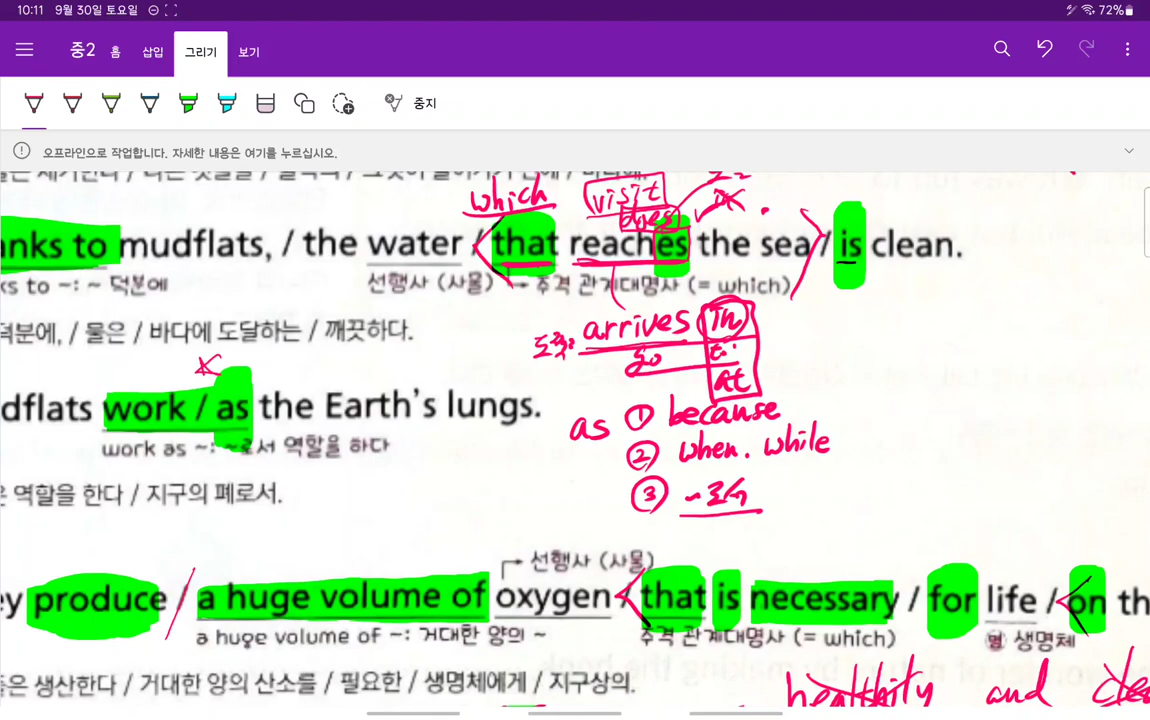 10:11 9월 30일 토요일 72%
중2 홈 삽입 그리기 보기
중지
오프라인으로 작업합니다. 자세한 내용은 여기를 누르십시오.
which visit
does
anks to mudflats, / the water / that reaches the sea / is clean.
ks to ~: ~ 덕분에 선행사 (사물) 주격 관계대명사 (= which)
덕분에, / 물은 / 바다에 도달하는 / 깨끗하다.
arrives in
go to
at
dflats work / as the Earth's lungs.
work as ~: ~로서 역할을 하다
as ① because
② when. while
③ ~로서
은 역할을 한다 / 지구의 폐로서.
선행사 (사물)
ey produce / a huge volume of oxygen / that is necessary / for life / on th
a huge volume of ~: 거대한 양의 ~ 주격 관계대명사 (= which) 명 생명체
들은 생산한다 / 거대한 양의 산소를 / 필요한 / 생명체에게 / 지구상의.
and